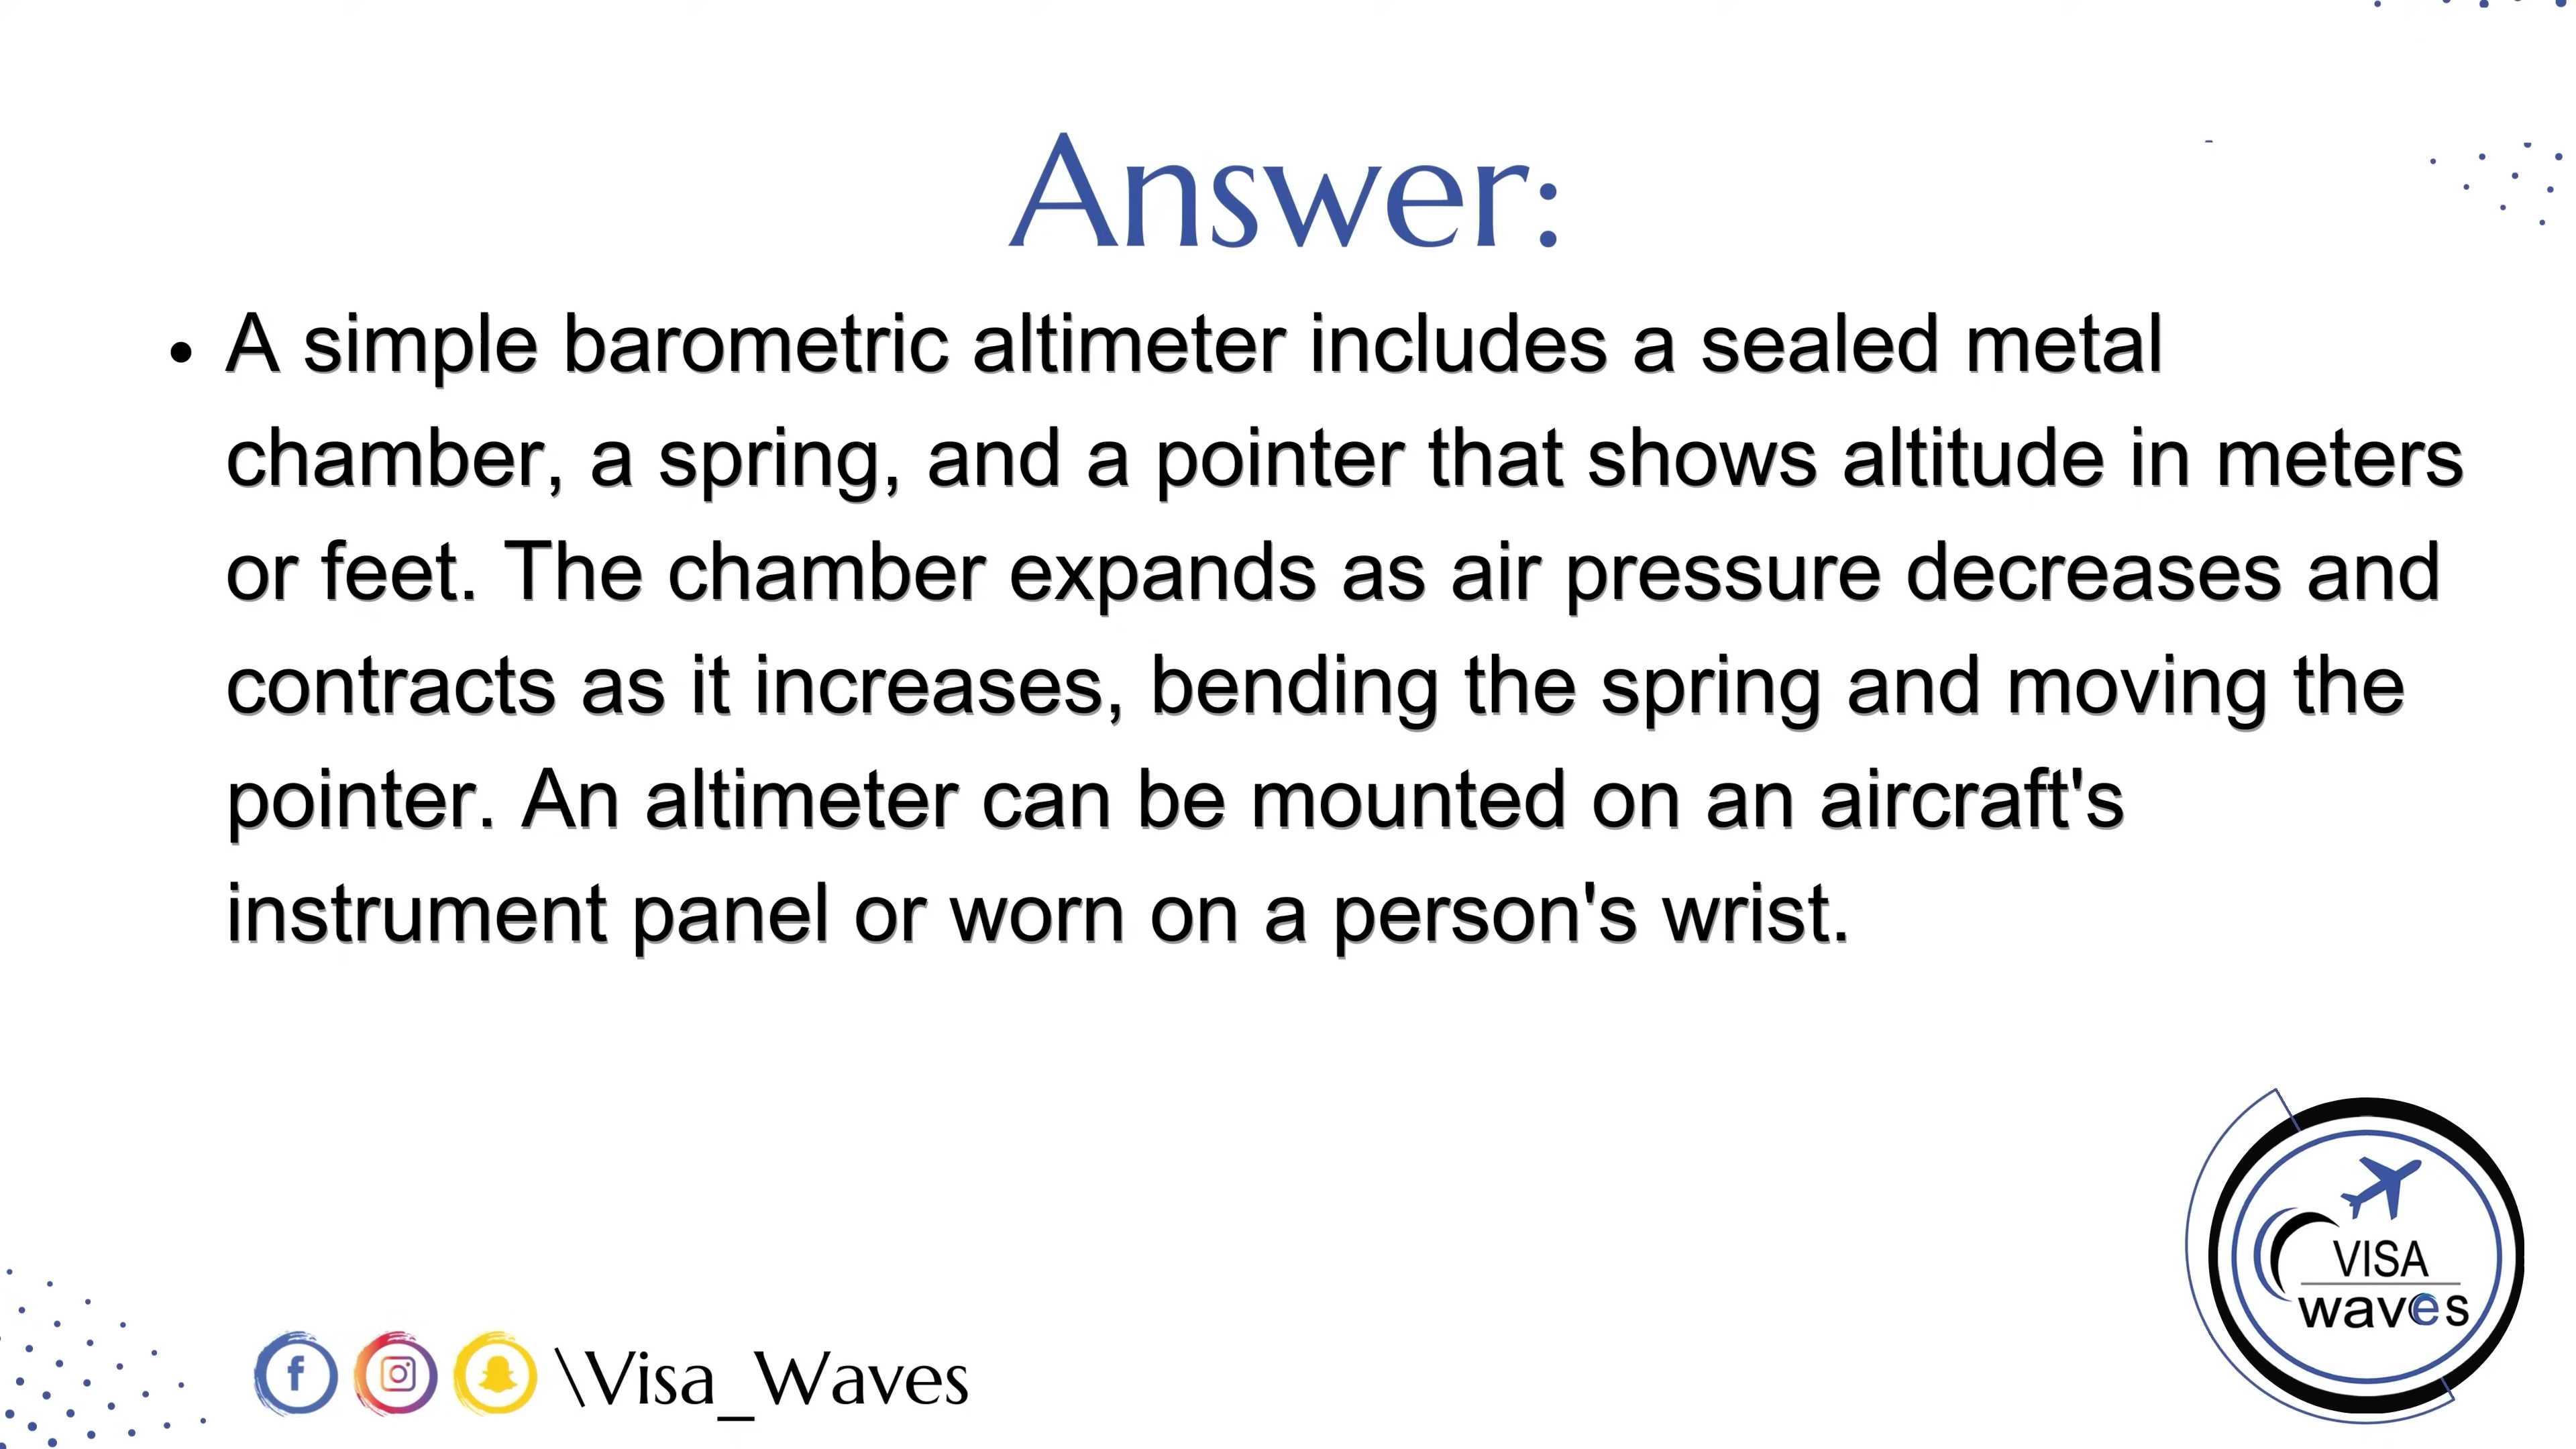 Answer:
• A simple barometric altimeter includes a sealed metal
chamber, a spring, and a pointer that shows altitude in meters
or feet. The chamber expands as air pressure decreases and
contracts as it increases, bending the spring and moving the
pointer. An altimeter can be mounted on an aircraft's
instrument panel or worn on a person's wrist.
VISA
waves
\Visa_Waves